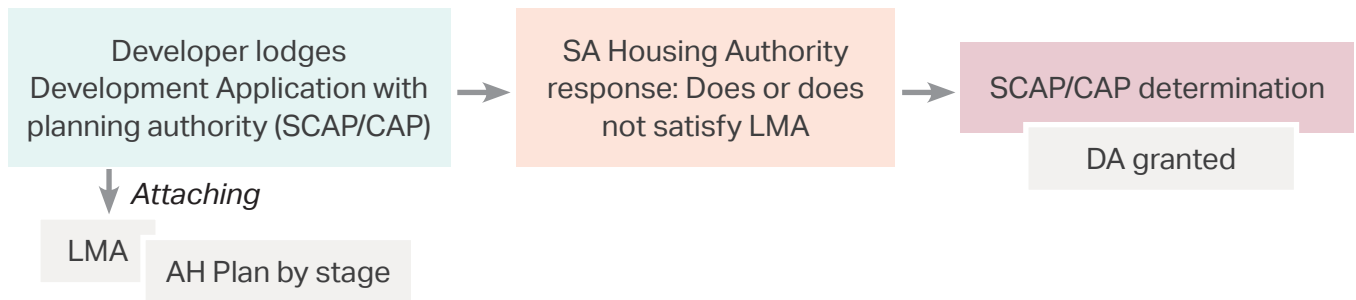 Developer lodges
Development Application with
planning authority (SCAP/CAP)
SA Housing Authority
response: Does or does
not satisfy LMA
SCAP/CAP determination
DA granted
Attaching
LMA
AH Plan by stage